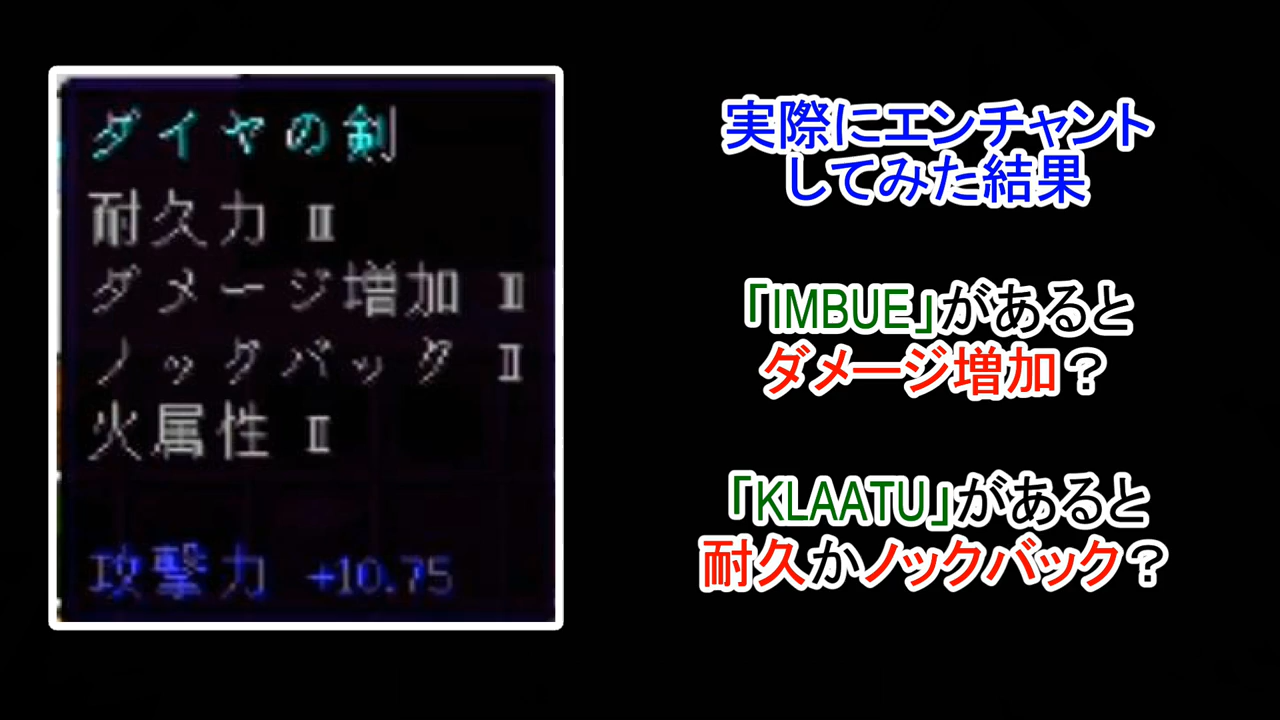 ダイヤの剣
耐久力 Ⅲ
ダメージ増加 Ⅲ
ノックバック Ⅱ
火属性 Ⅱ
攻撃力 +10.75
実際にエンチャント
してみた結果
「IMBUE」があると
ダメージ増加？
「KLAATU」があると
耐久かノックバック？